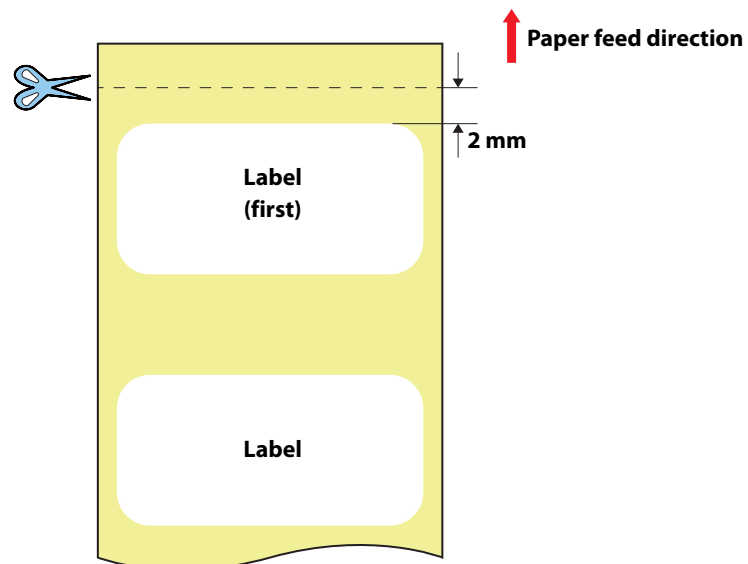 Paper feed direction
2 mm
Label
(first)
Label